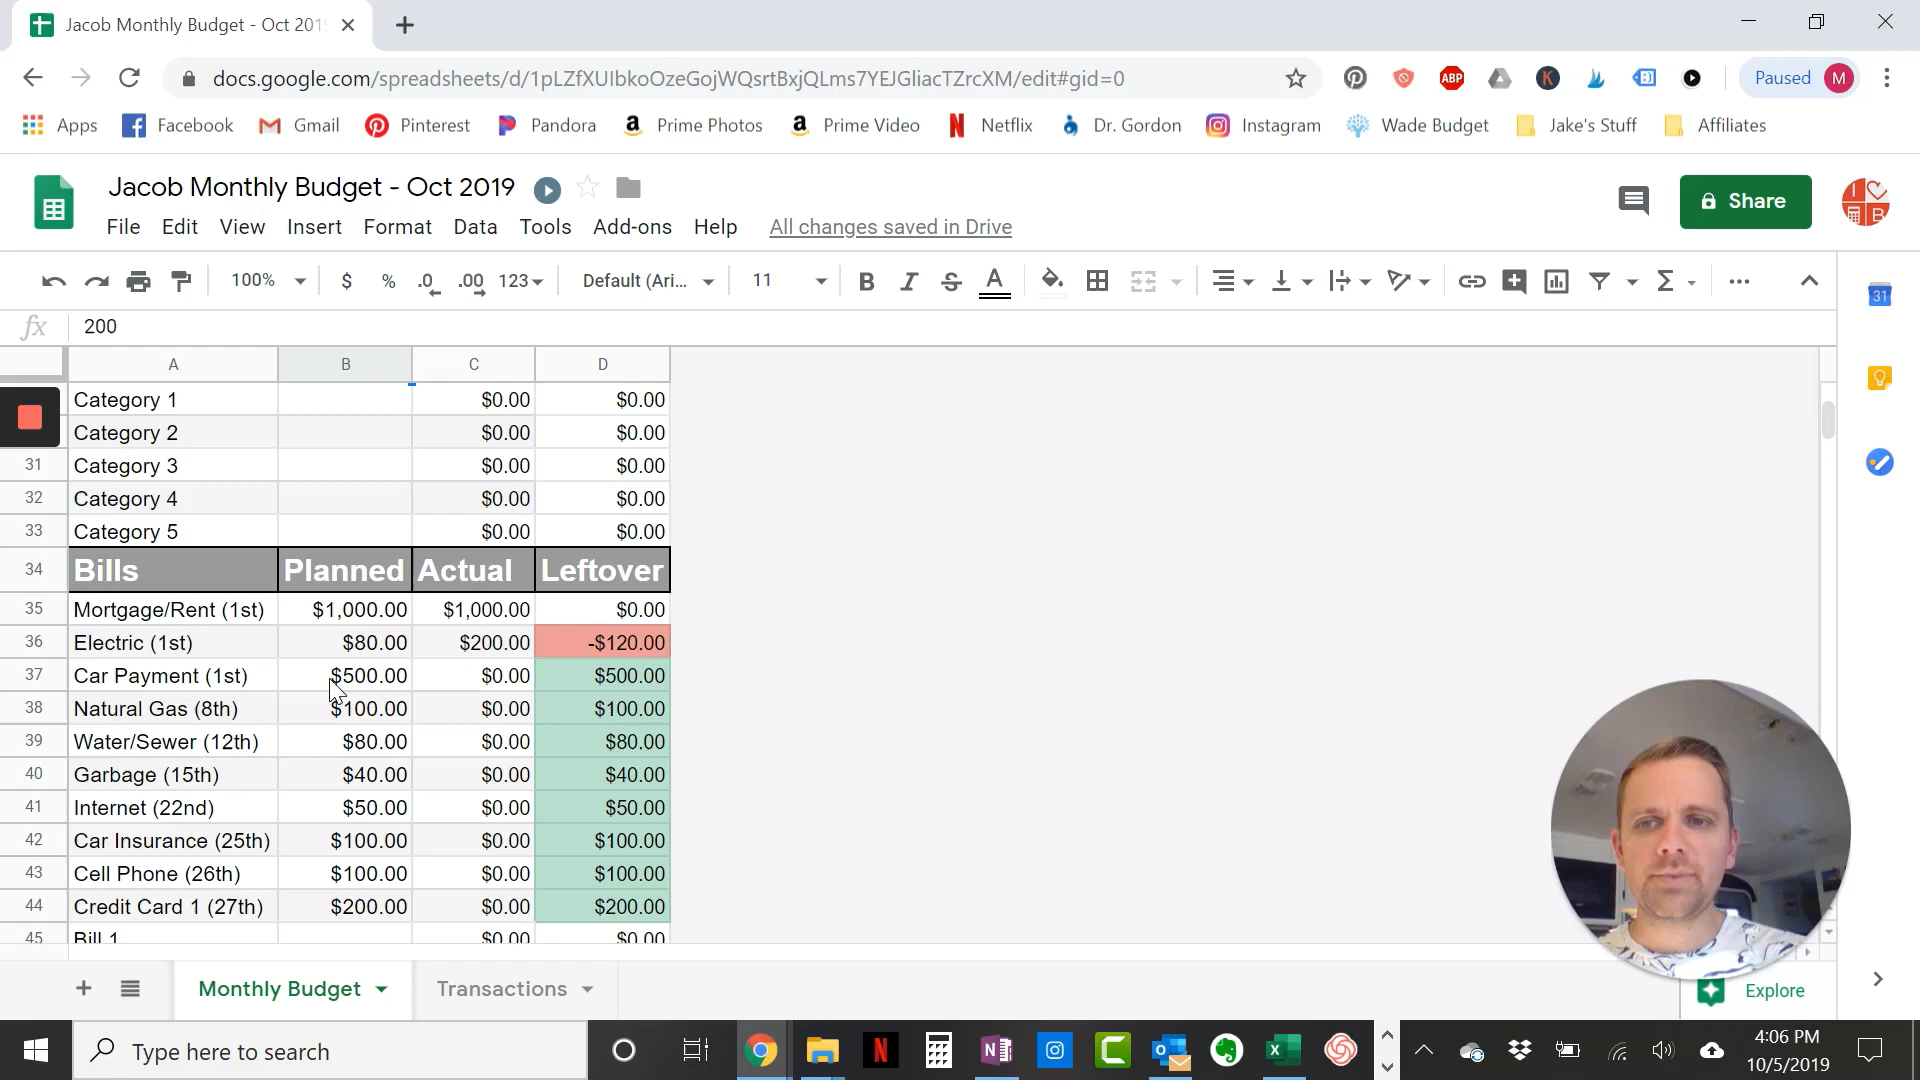 Jacob Monthly Budget - Oct 201
docs.google.com/spreadsheets/d/1pLZfXUIbkoOzeGojWQsrtBxjQLms7YEJGliacTZrcXM/edit#gid=0
ABP
K
Paused M
Apps Facebook Gmail Pinterest Pandora Prime Photos Prime Video Netflix Dr. Gordon Instagram Wade Budget Jake's Stuff Affiliates
Jacob Monthly Budget - Oct 2019
Share
File Edit View Insert Format Data Tools Add-ons Help All changes saved in Drive
100% $ % .0 .00 123 Default (Ari... 11 B I S A Σ
31
fx 200
A B C D
Category 1 $0.00 $0.00
Category 2 $0.00 $0.00
31 Category 3 $0.00 $0.00
32 Category 4 $0.00 $0.00
33 Category 5 $0.00 $0.00
34 Bills Planned Actual Leftover
35 Mortgage/Rent (1st) $1,000.00 $1,000.00 $0.00
36 Electric (1st) $80.00 $200.00 -$120.00
37 Car Payment (1st) $500.00 $0.00 $500.00
38 Natural Gas (8th) $100.00 $0.00 $100.00
39 Water/Sewer (12th) $80.00 $0.00 $80.00
40 Garbage (15th) $40.00 $0.00 $40.00
41 Internet (22nd) $50.00 $0.00 $50.00
42 Car Insurance (25th) $100.00 $0.00 $100.00
43 Cell Phone (26th) $100.00 $0.00 $100.00
44 Credit Card 1 (27th) $200.00 $0.00 $200.00
45 Bill 1 $0.00 $0.00
Monthly Budget Transactions
Explore
Type here to search
4:06 PM
10/5/2019